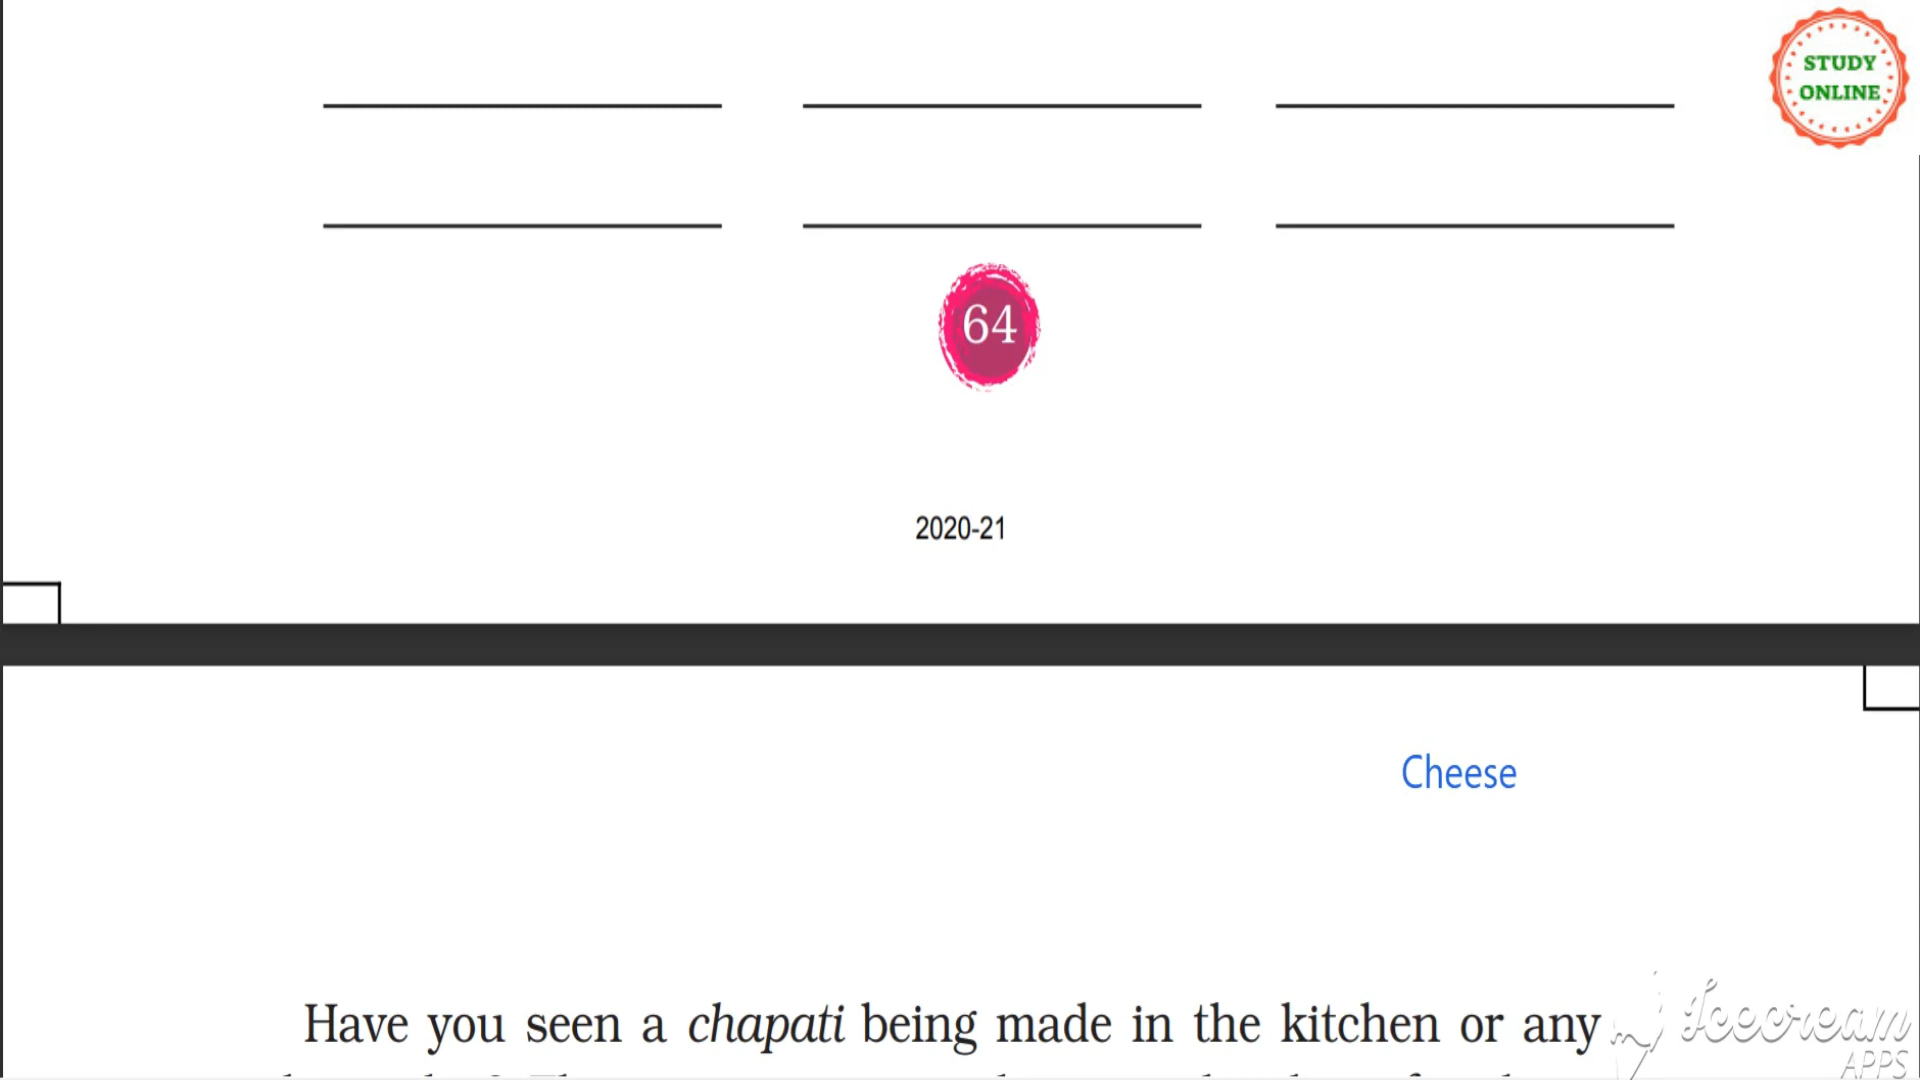 STUDY
ONLINE
64
2020-21
Cheese
Have you seen a chapati being made in the kitchen or any
Icecream
APPS